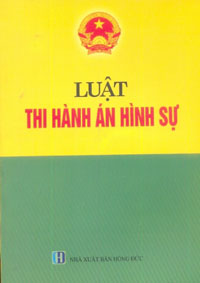 LUẬT
THI HÀNH ÁN HÌNH SỰ
NHÀ XUẤT BẢN HỒNG ĐỨC